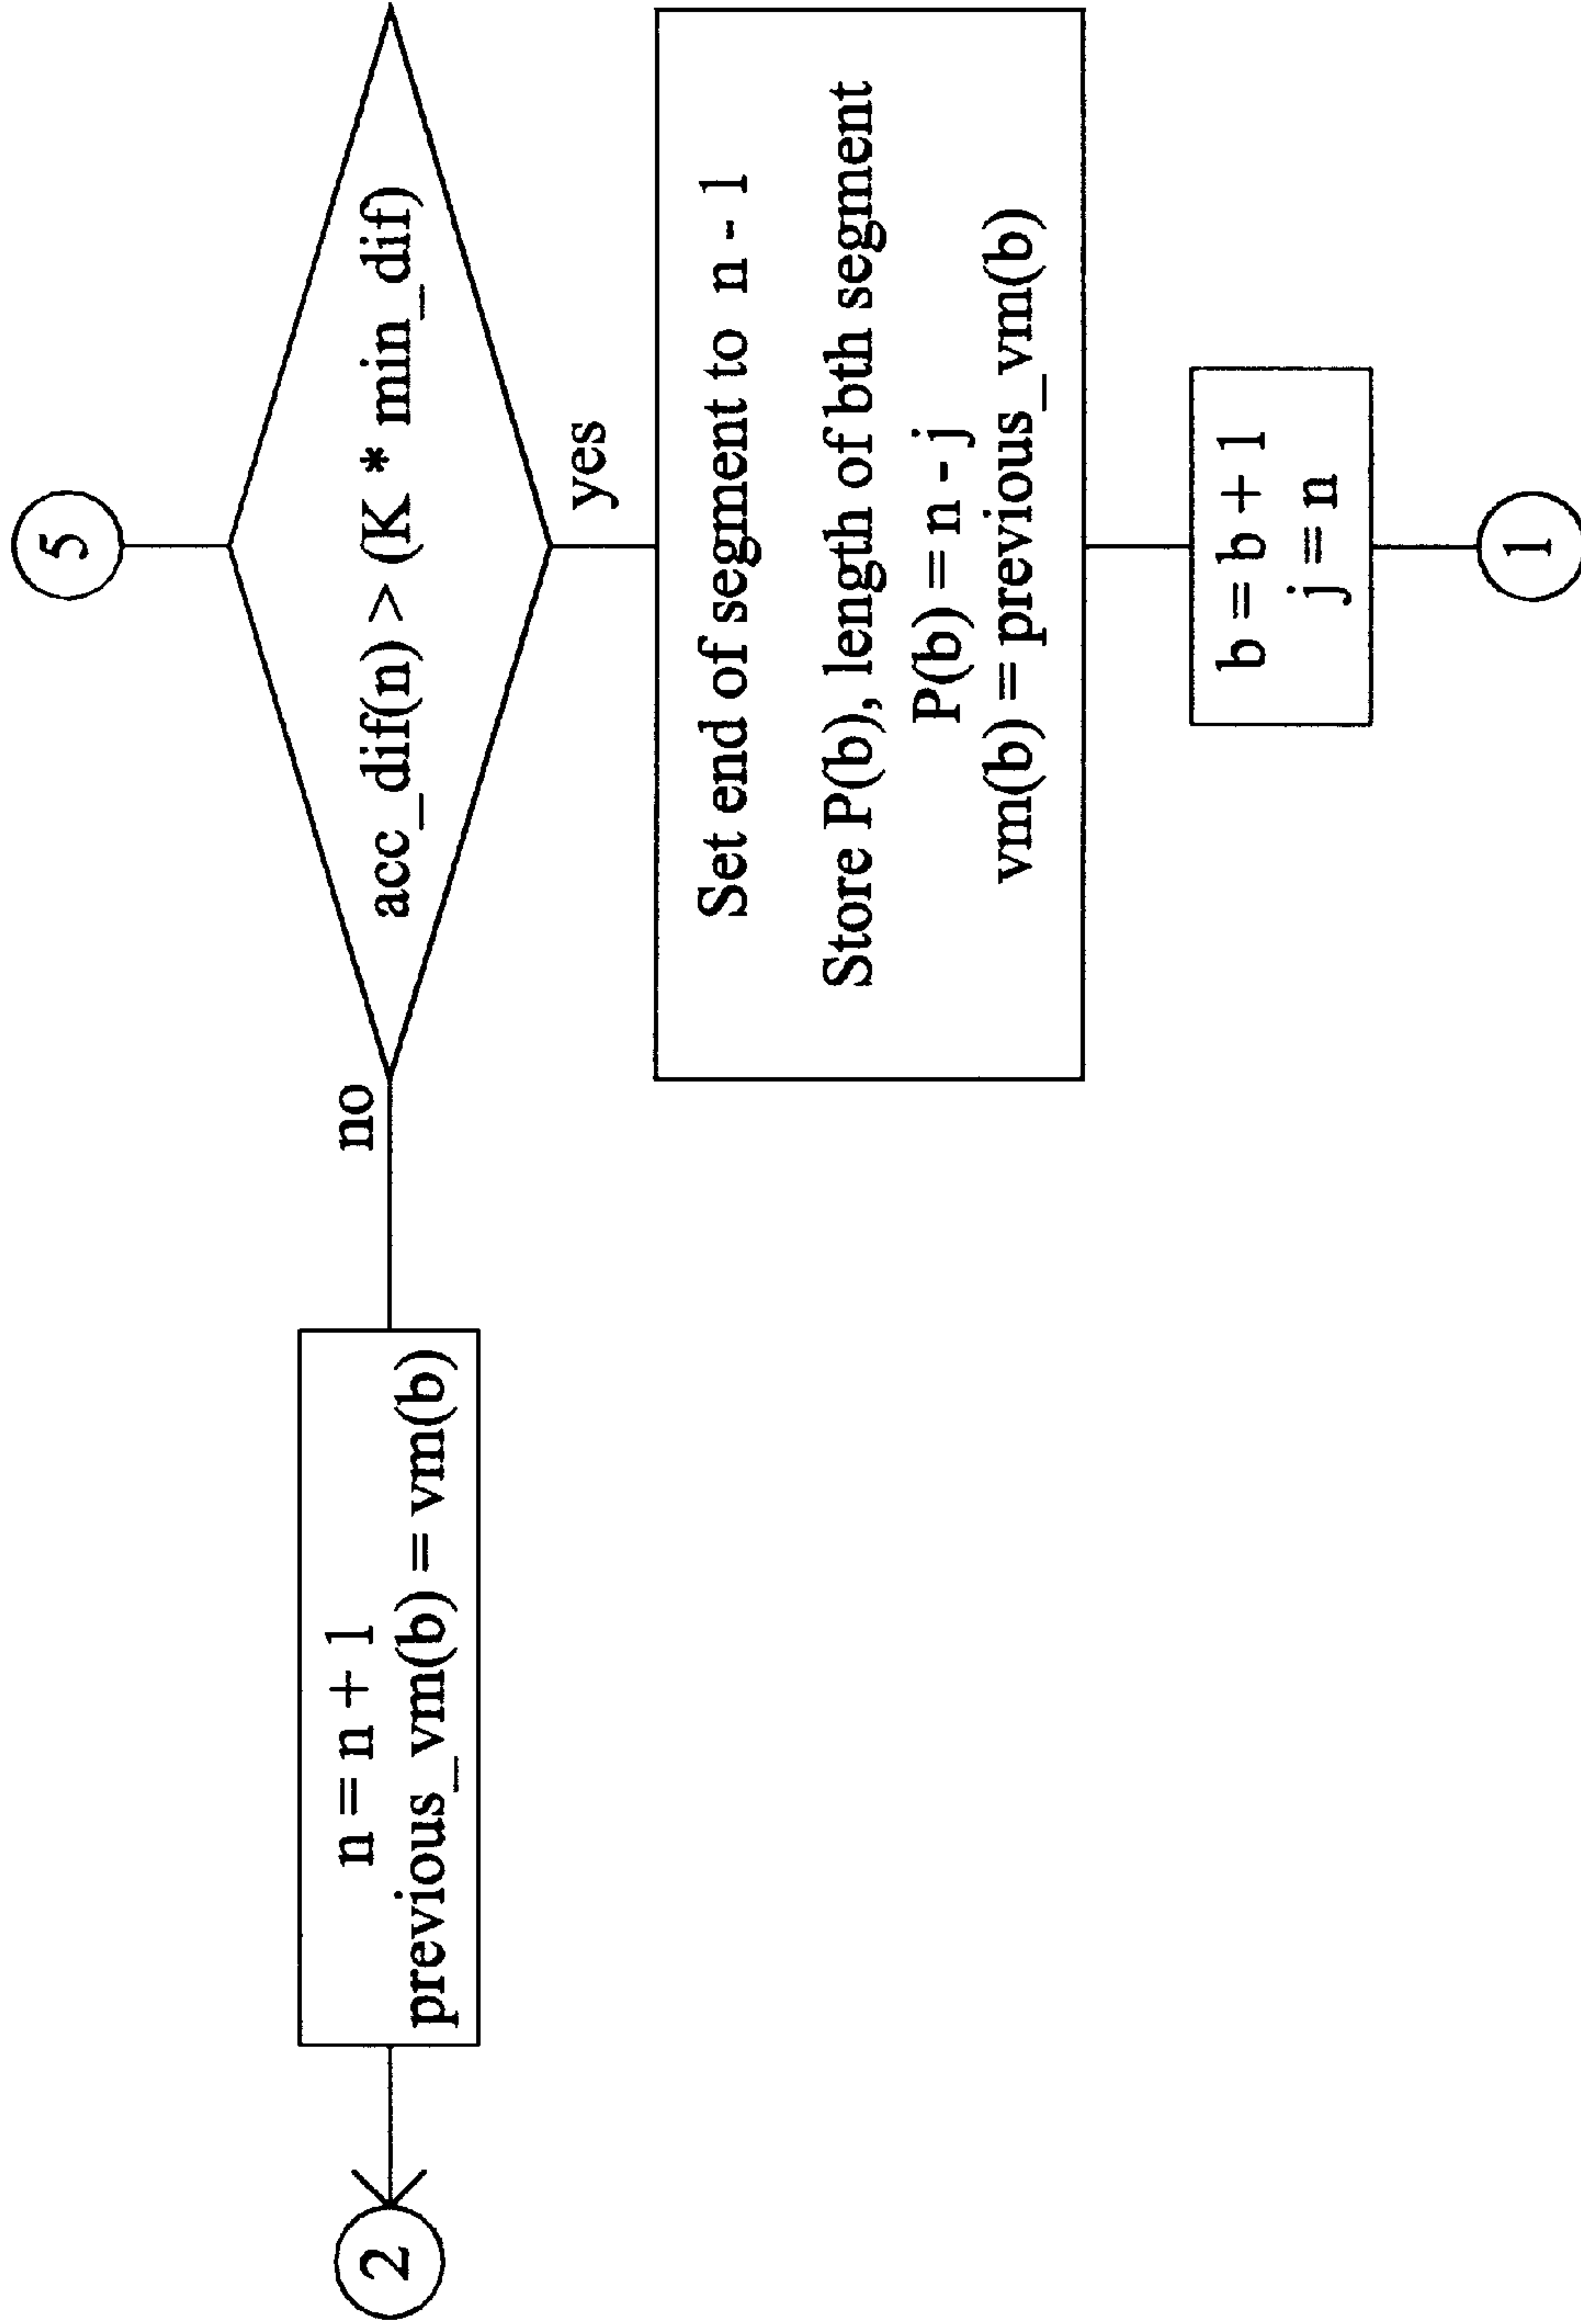 5
acc_dif(n) > (K * min_dif)
no
yes
n = n + 1
previous_vm(b) = vm(b)
2
Set end of segment to n - 1
Store P(b), length of bth segment
P(b) = n - j
vm(b) = previous_vm(b)
b = b + 1
j = n
1